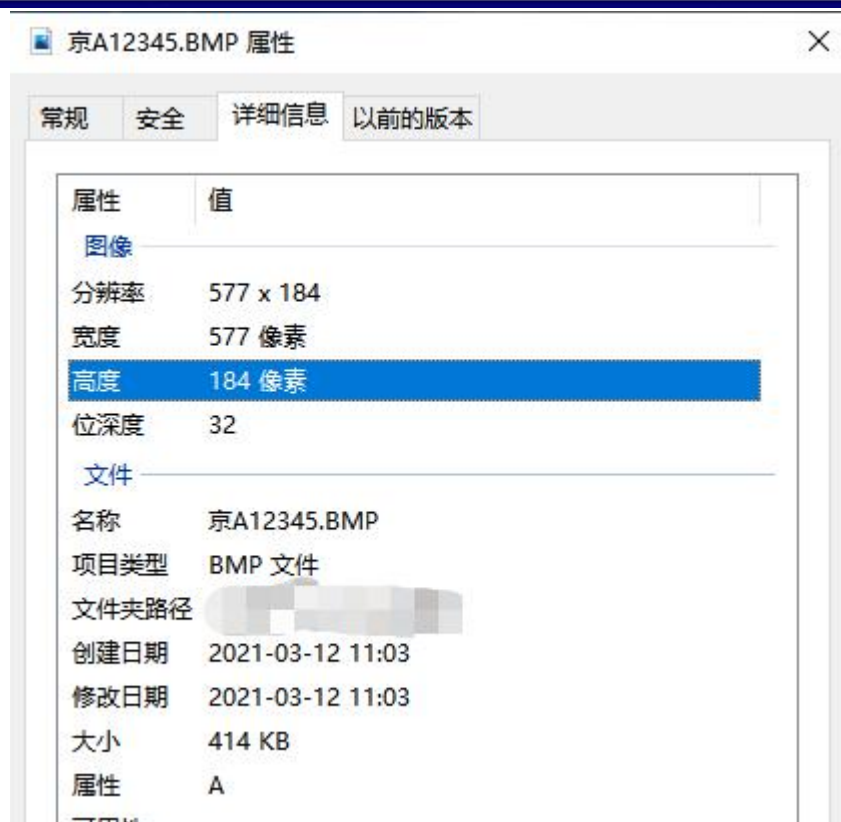 京A12345.BMP 属性
常规 安全 详细信息 以前的版本
属性 值
图像
分辨率 577 x 184
宽度 577 像素
高度 184 像素
位深度 32
文件
名称 京A12345.BMP
项目类型 BMP 文件
文件夹路径
创建日期 2021-03-12 11:03
修改日期 2021-03-12 11:03
大小 414 KB
属性 A